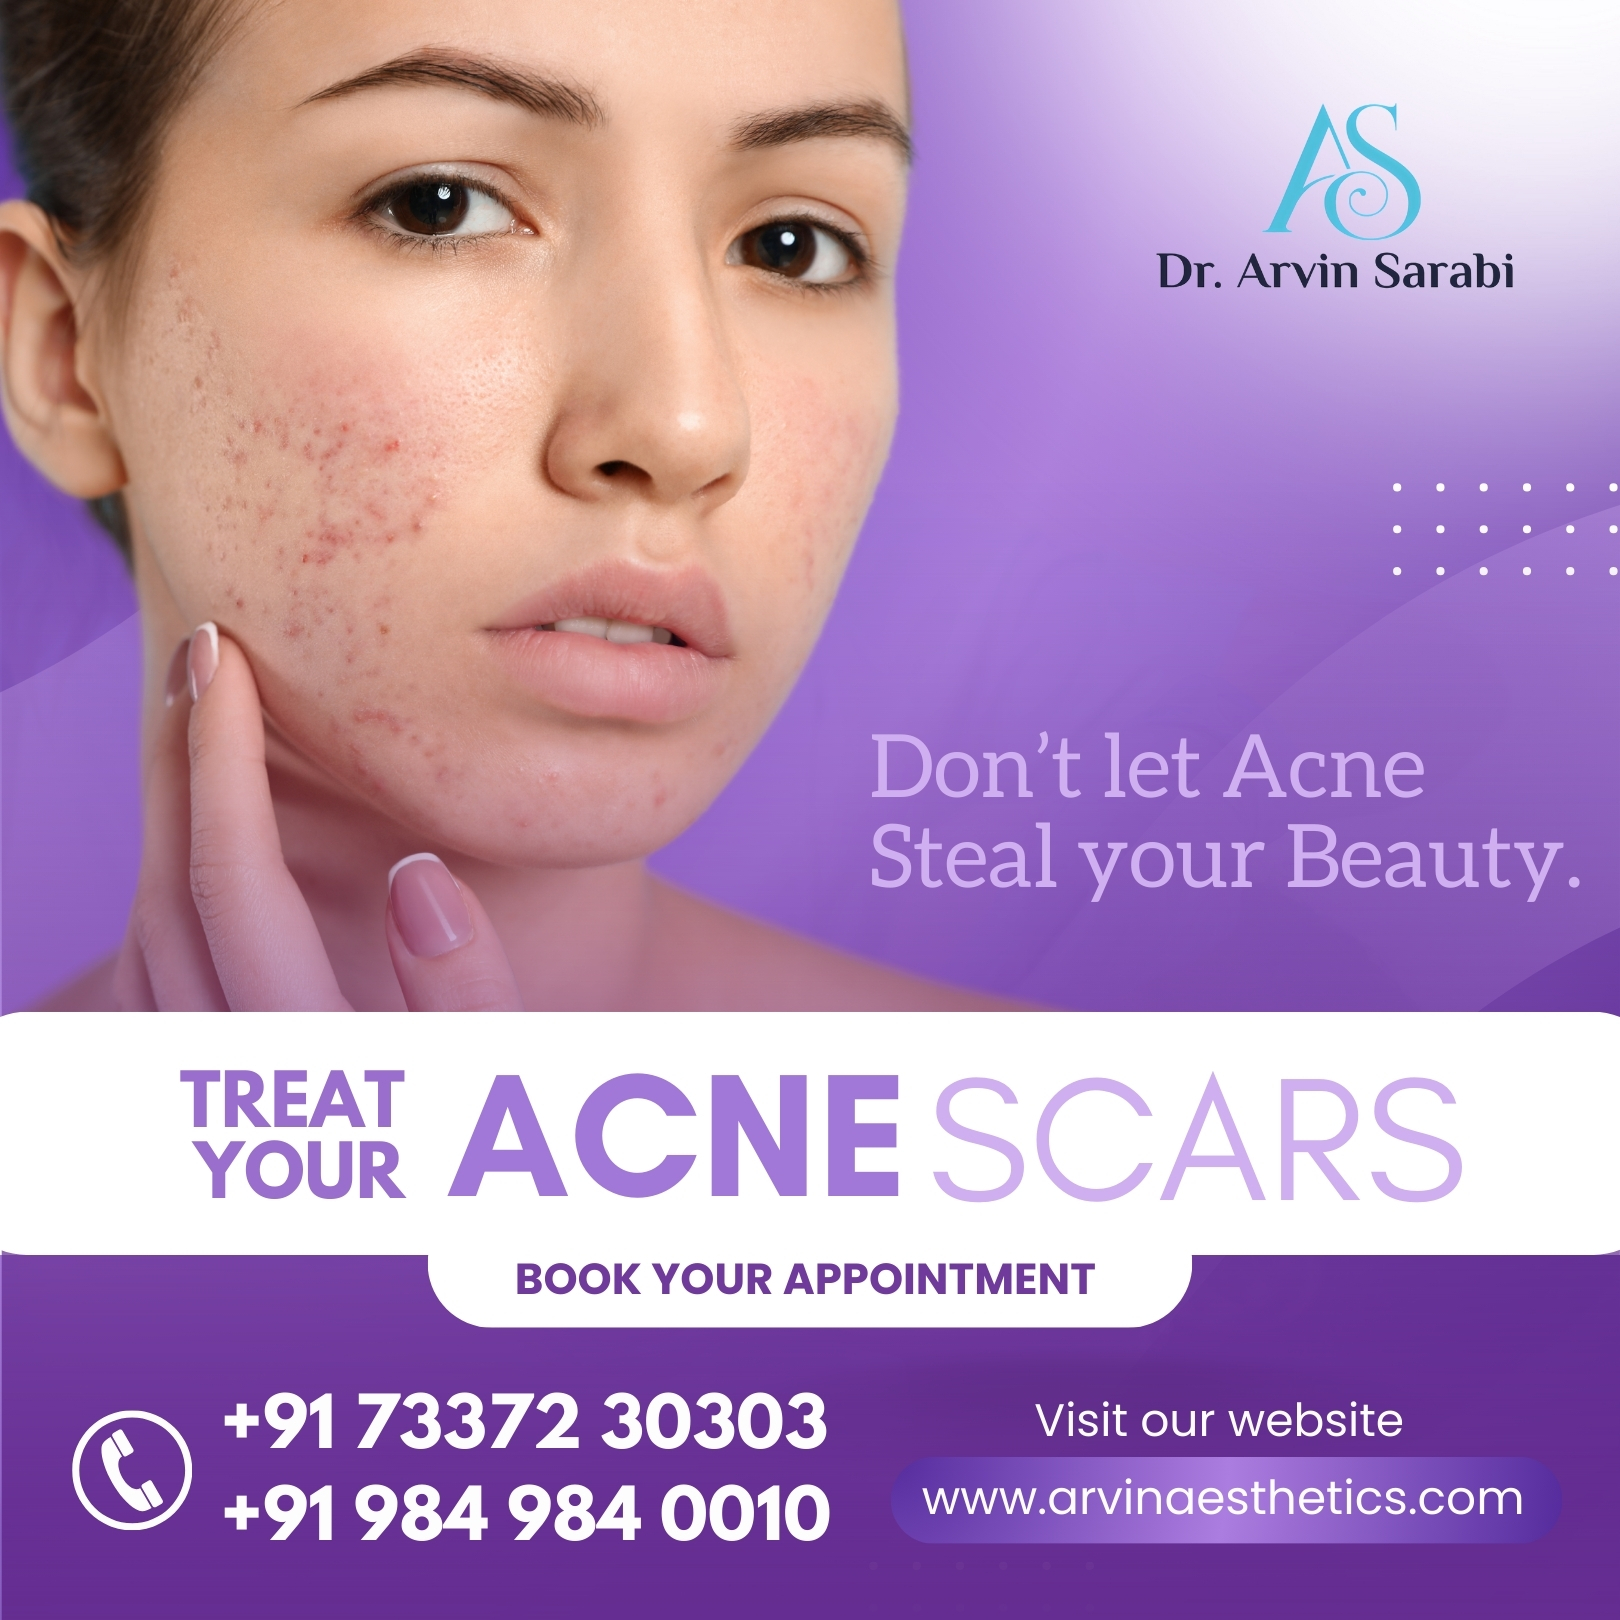 AS
Dr. Arvin Sarabi
Don’t let Acne
Steal your Beauty.
TREAT
YOUR
ACNE SCARS
BOOK YOUR APPOINTMENT
+91 73372 30303
+91 984 984 0010
Visit our website
www.arvinaesthetics.com